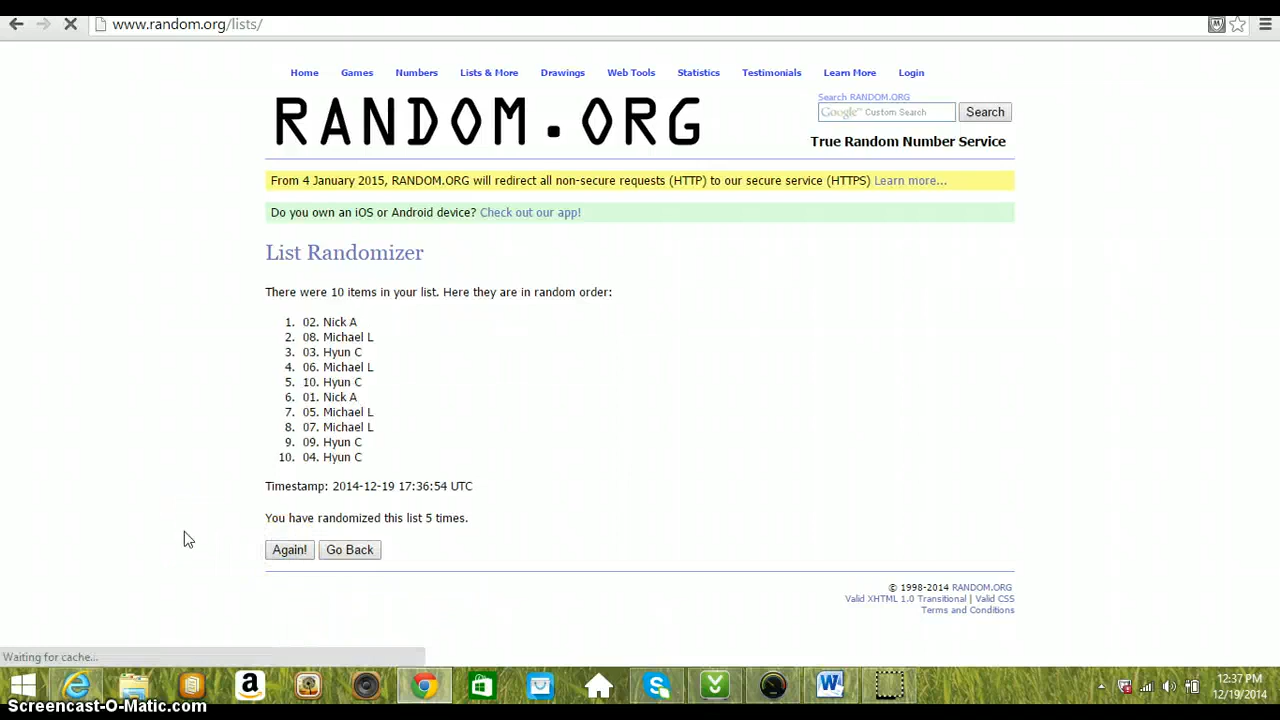 www.random.org/lists/
Home Games Numbers Lists & More Drawings Web Tools Statistics Testimonials Learn More Login
Search RANDOM.ORG
RANDOM.ORG
Google™ Custom Search Search
True Random Number Service
From 4 January 2015, RANDOM.ORG will redirect all non-secure requests (HTTP) to our secure service (HTTPS) Learn more...
Do you own an iOS or Android device? Check out our app!
List Randomizer
There were 10 items in your list. Here they are in random order:
1. 02. Nick A
2. 08. Michael L
3. 03. Hyun C
4. 06. Michael L
5. 10. Hyun C
6. 01. Nick A
7. 05. Michael L
8. 07. Michael L
9. 09. Hyun C
10. 04. Hyun C
Timestamp: 2014-12-19 17:36:54 UTC
You have randomized this list 5 times.
Again! Go Back
© 1998-2014 RANDOM.ORG
Valid XHTML 1.0 Transitional | Valid CSS
Terms and Conditions
Waiting for cache...
12:37 PM
12/19/2014
Screencast-O-Matic.com